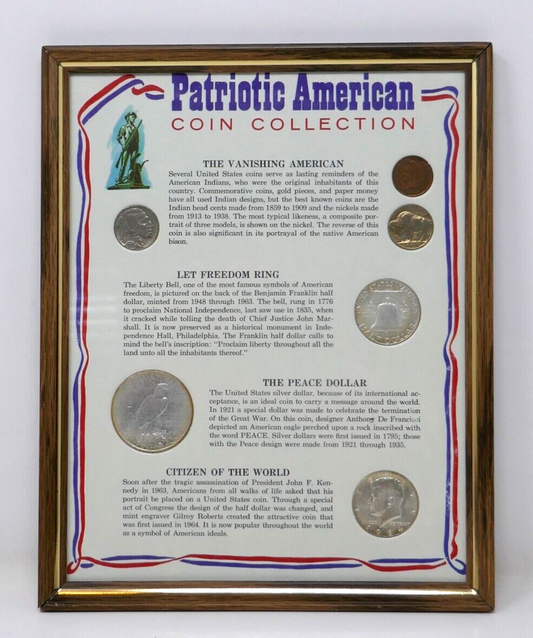 Patriotic American
COIN COLLECTION
THE VANISHING AMERICAN
Several United States coins serve as lasting reminders of the
American Indians, who were the original inhabitants of this
country. Commemorative coins, gold pieces, and paper money
have all used Indian designs, but the best known coins are the
Indian head cents made from 1859 to 1909 and the nickels made
from 1913 to 1938. The most typical likeness, a composite por-
trait of three models, is shown on the nickel. The reverse of this
coin is also significant in its portrayal of the native American
bison.
LET FREEDOM RING
The Liberty Bell, one of the most famous symbols of American
freedom, is pictured on the back of the Benjamin Franklin half
dollar, minted from 1948 through 1963. The bell, rung in 1776
to proclaim National Independence, last saw use in 1835, when
it cracked while tolling the death of Chief Justice John Mar-
shall. It is now preserved as a historical monument in Inde-
pendence Hall, Philadelphia. The Franklin half dollar calls to
mind the bell's inscription: "Proclaim liberty throughout all the
land unto all the inhabitants thereof."
THE PEACE DOLLAR
The United States silver dollar, because of its international ac-
ceptance, is an ideal coin to carry a message around the world.
In 1921 a special dollar was made to celebrate the termination
of the Great War. On this coin, designer Anthony De Francisci
depicted an American eagle perched upon a rock inscribed with
the word PEACE. Silver dollars were first issued in 1795; those
with the Peace design were made from 1921 through 1935.
CITIZEN OF THE WORLD
Soon after the tragic assassination of President John F. Ken-
nedy in 1963, Americans from all walks of life asked that his
portrait be placed on a United States coin. Through a special
act of Congress the design of the half dollar was changed, and
mint engraver Gilroy Roberts created the attractive coin that
was first issued in 1964. It is now popular throughout the world
as a symbol of American ideals.